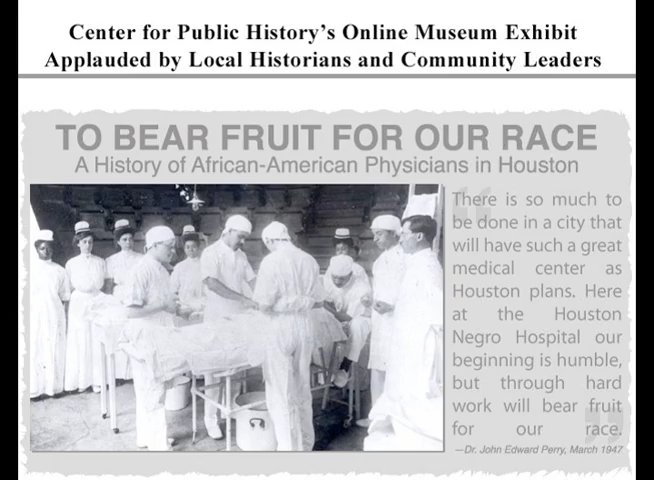 Center for Public History's Online Museum Exhibit
Applauded by Local Historians and Community Leaders
TO BEAR FRUIT FOR OUR RACE
A History of African-American Physicians in Houston
“
There is so much to
be done in a city that
will have such a great
medical center as
Houston plans. Here
at the Houston
Negro Hospital our
beginning is humble,
but through hard
work will bear fruit
for our race.
”
—Dr. John Edward Perry, March 1947